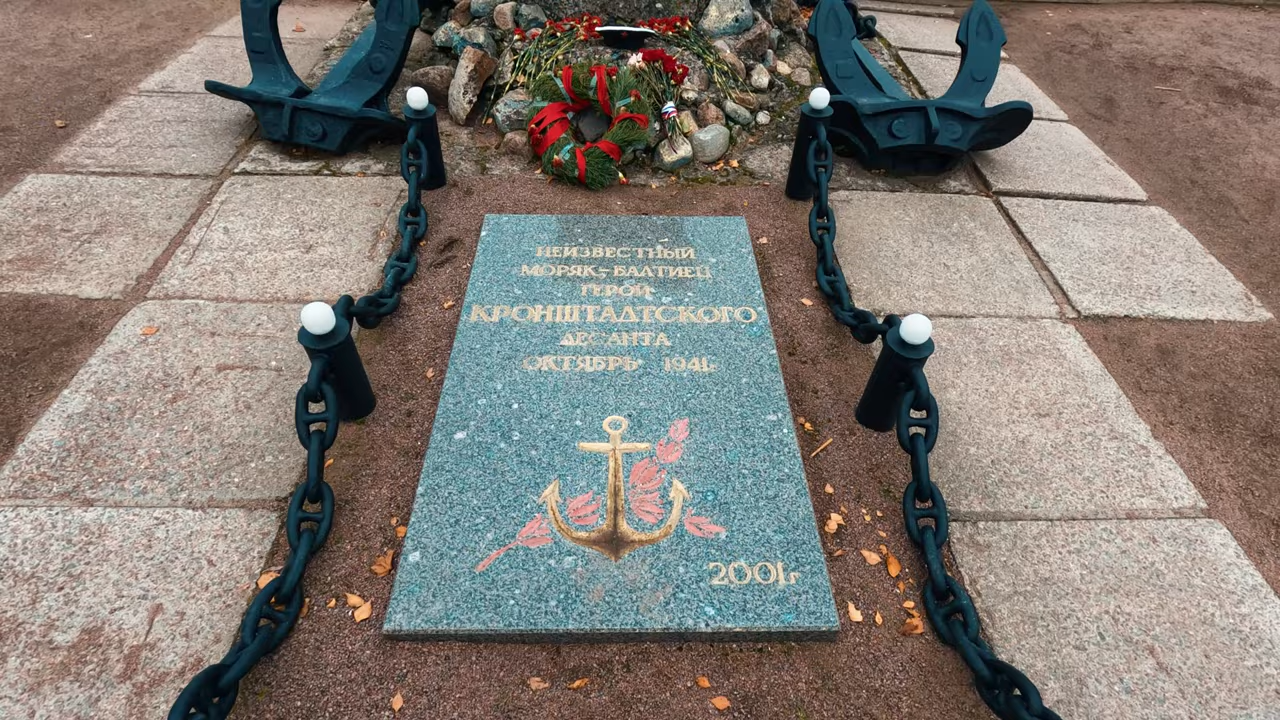 НЕИЗВЕСТНЫЙ
МОРЯК-БАЛТИЕЦ
ГЕРОЙ
КРОНШТАДТСКОГО
ДЕСАНТА
ОКТЯБРЬ 1941г.
2001г